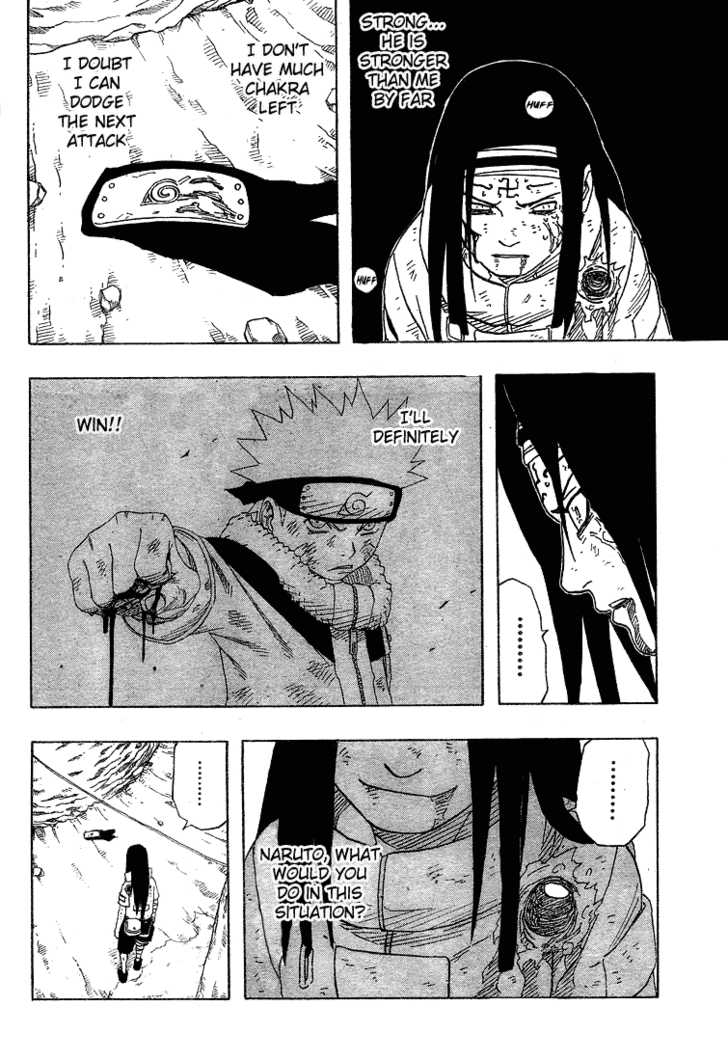 STRONG...
HE IS
STRONGER
THAN ME
BY FAR
HUFF
HUFF
I DON'T
HAVE MUCH
CHAKRA
LEFT.
I DOUBT
I CAN
DODGE
THE NEXT
ATTACK
.........
I'LL
DEFINITELY
WIN!!
.......
NARUTO, WHAT
WOULD YOU
DO IN THIS
SITUATION?
.......